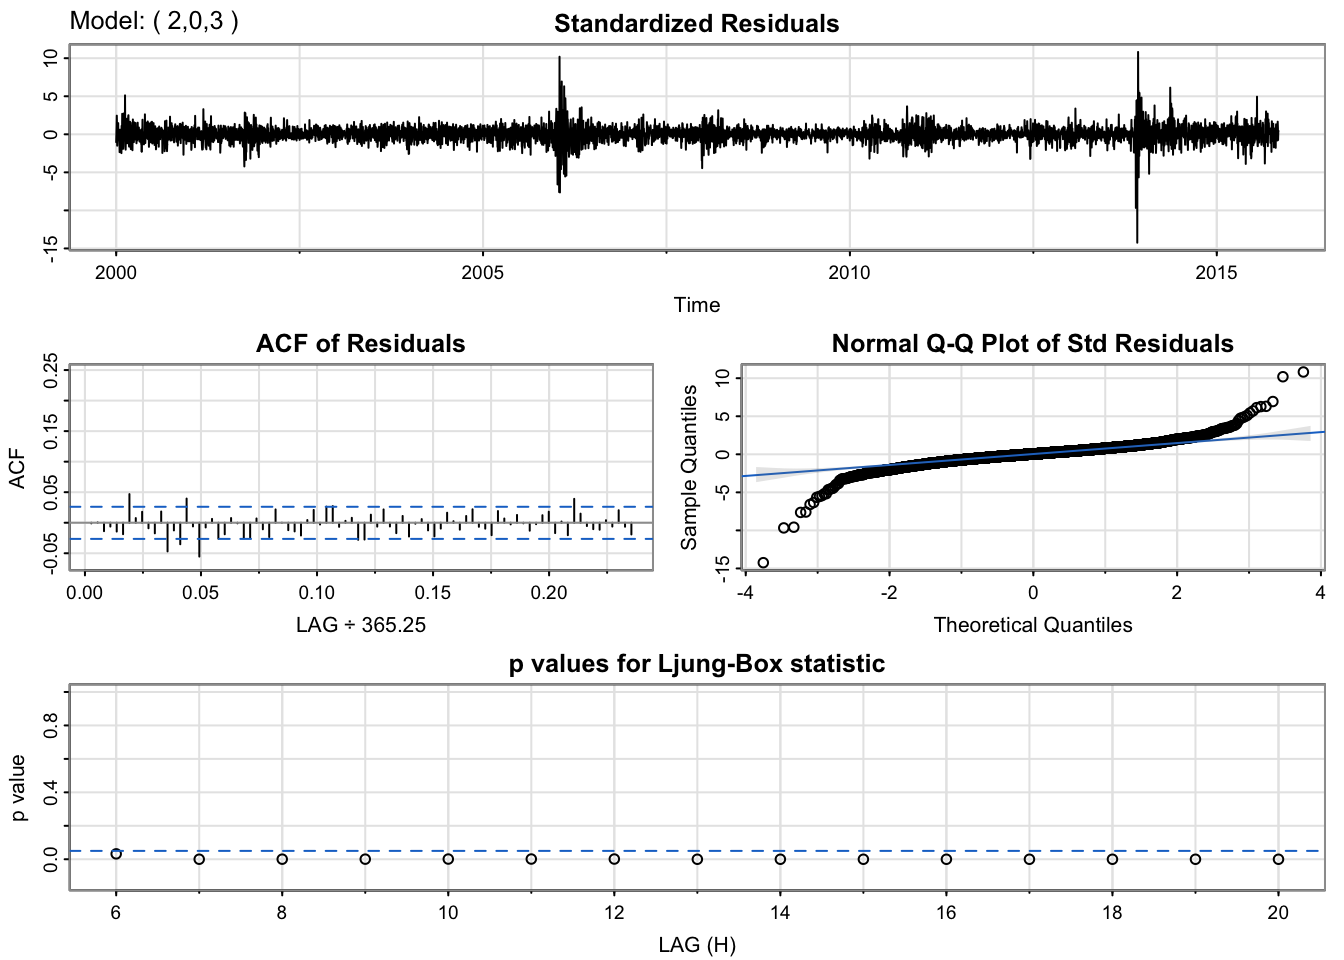 Model: ( 2,0,3 )
Standardized Residuals
10
5
0
-5
-15
2000 2005 2010 2015
Time
ACF of Residuals
ACF
0.25
0.15
0.05
-0.05
0.00 0.05 0.10 0.15 0.20
LAG ÷ 365.25
Normal Q-Q Plot of Std Residuals
Sample Quantiles
10
5
0
-5
-15
-4 -2 0 2 4
Theoretical Quantiles
p values for Ljung-Box statistic
p value
0.8
0.4
0.0
6 8 10 12 14 16 18 20
LAG (H)